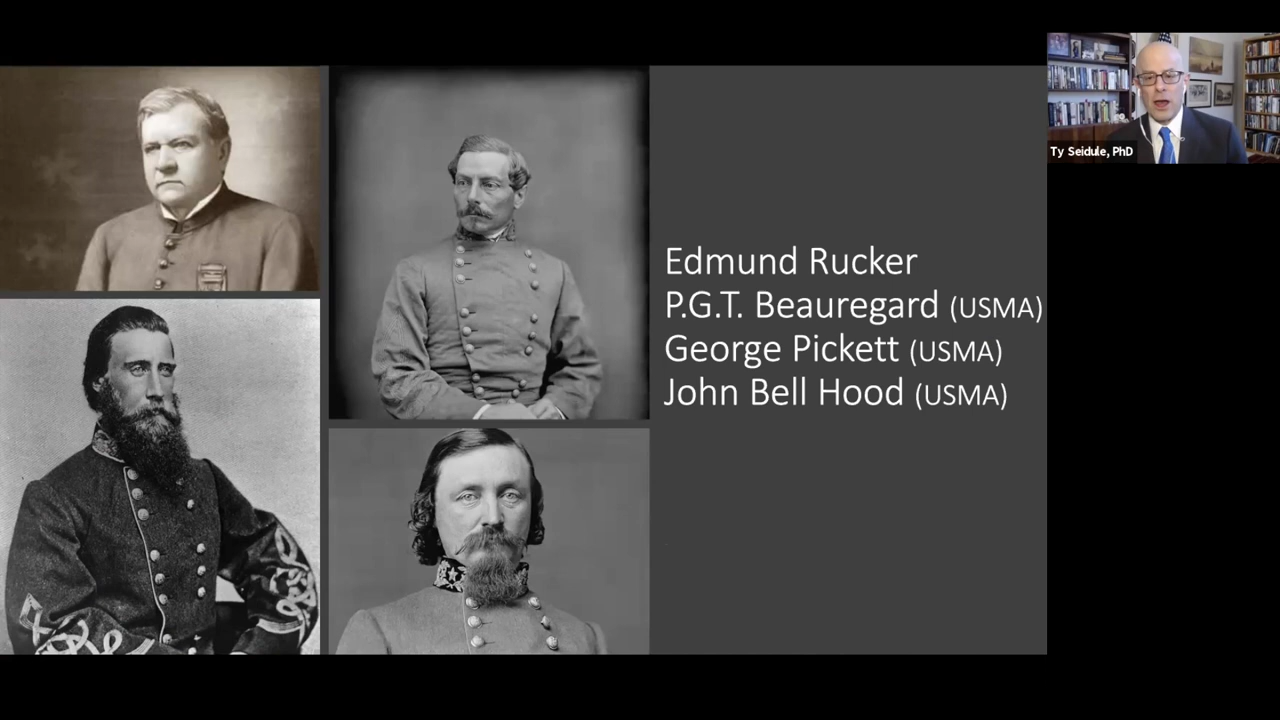 Edmund Rucker
P.G.T. Beauregard (USMA)
George Pickett (USMA)
John Bell Hood (USMA)
Ty Seidule, PhD